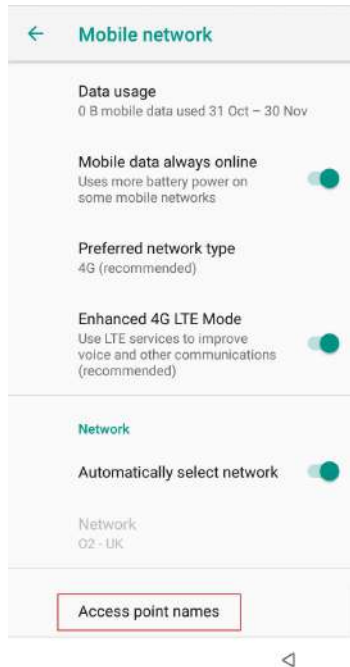 Mobile network
Data usage
0 B mobile data used 31 Oct – 30 Nov
Mobile data always online
Uses more battery power on
some mobile networks
Preferred network type
4G (recommended)
Enhanced 4G LTE Mode
Use LTE services to improve
voice and other communications
(recommended)
Network
Automatically select network
Network
O2 - UK
Access point names